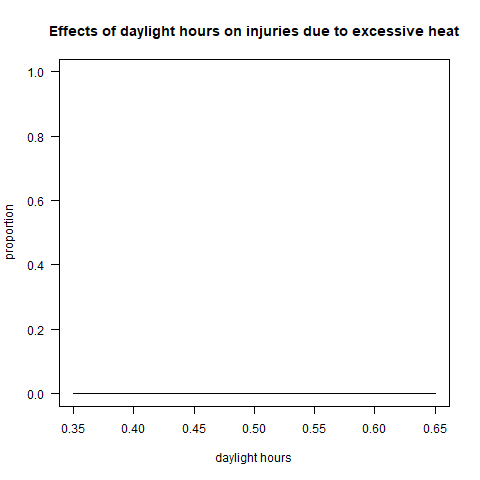 Effects of daylight hours on injuries due to excessive heat
1.0
0.8
0.6
0.4
0.2
0.0
proportion
0.35 0.40 0.45 0.50 0.55 0.60 0.65
daylight hours